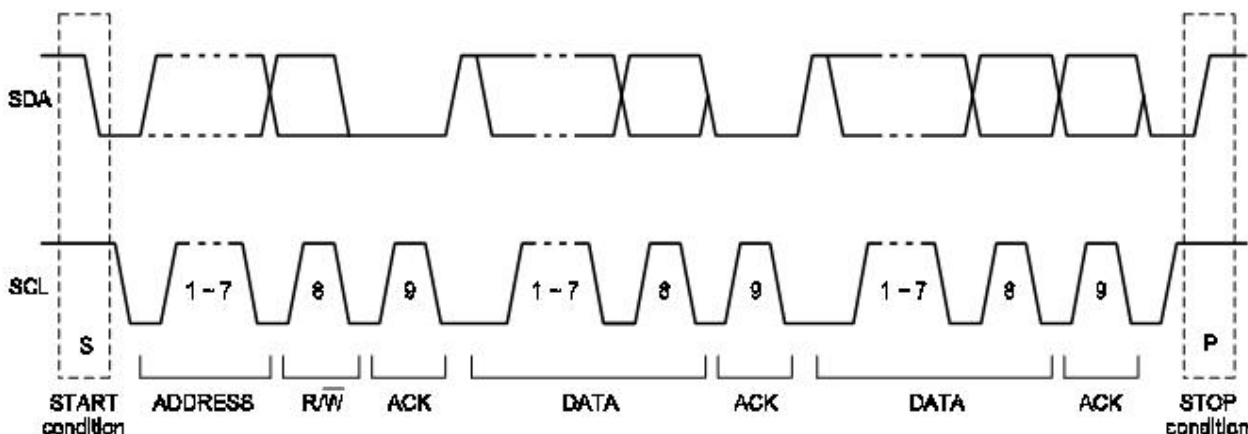 SDA
SCL
1 – 7
8
9
1 – 7
8
9
1 – 7
8
9
S
P
START
condition
ADDRESS
R/W̅
ACK
DATA
ACK
DATA
ACK
STOP
condition